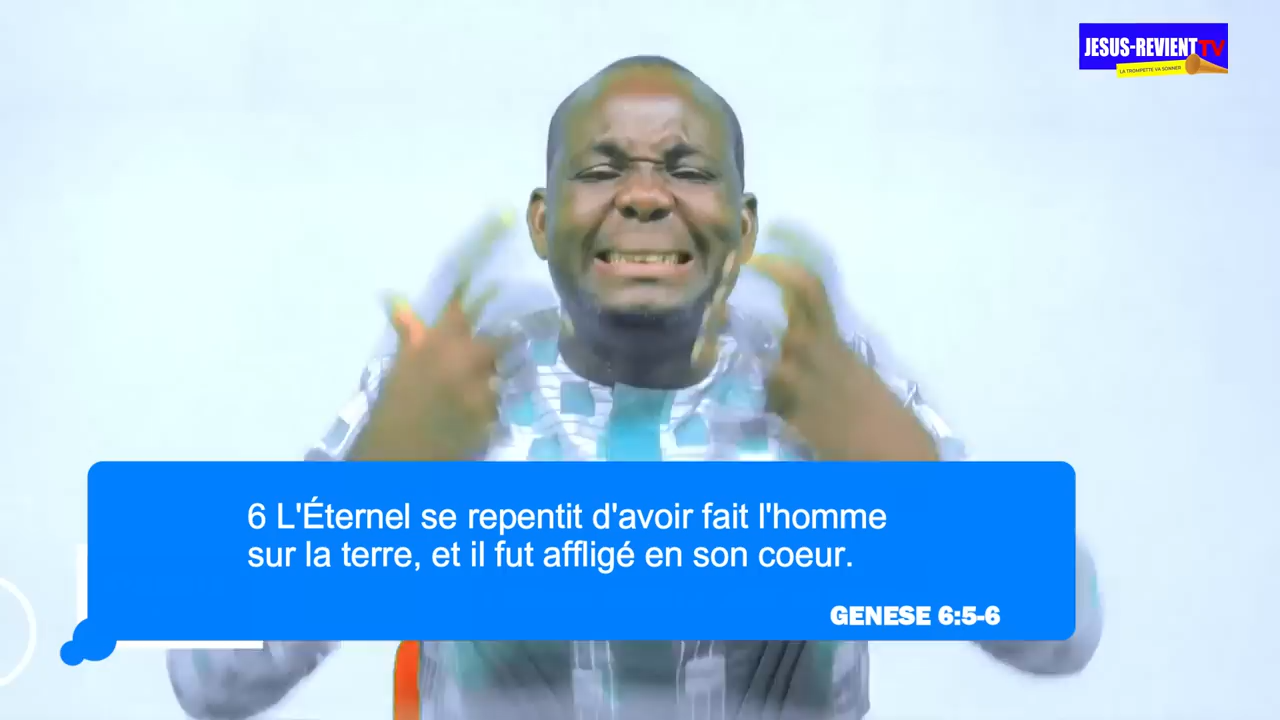 JESUS-REVIENT TV
LA TROMPETTE VA SONNER
6 L'Éternel se repentit d'avoir fait l'homme
sur la terre, et il fut affligé en son coeur.
GENESE 6:5-6